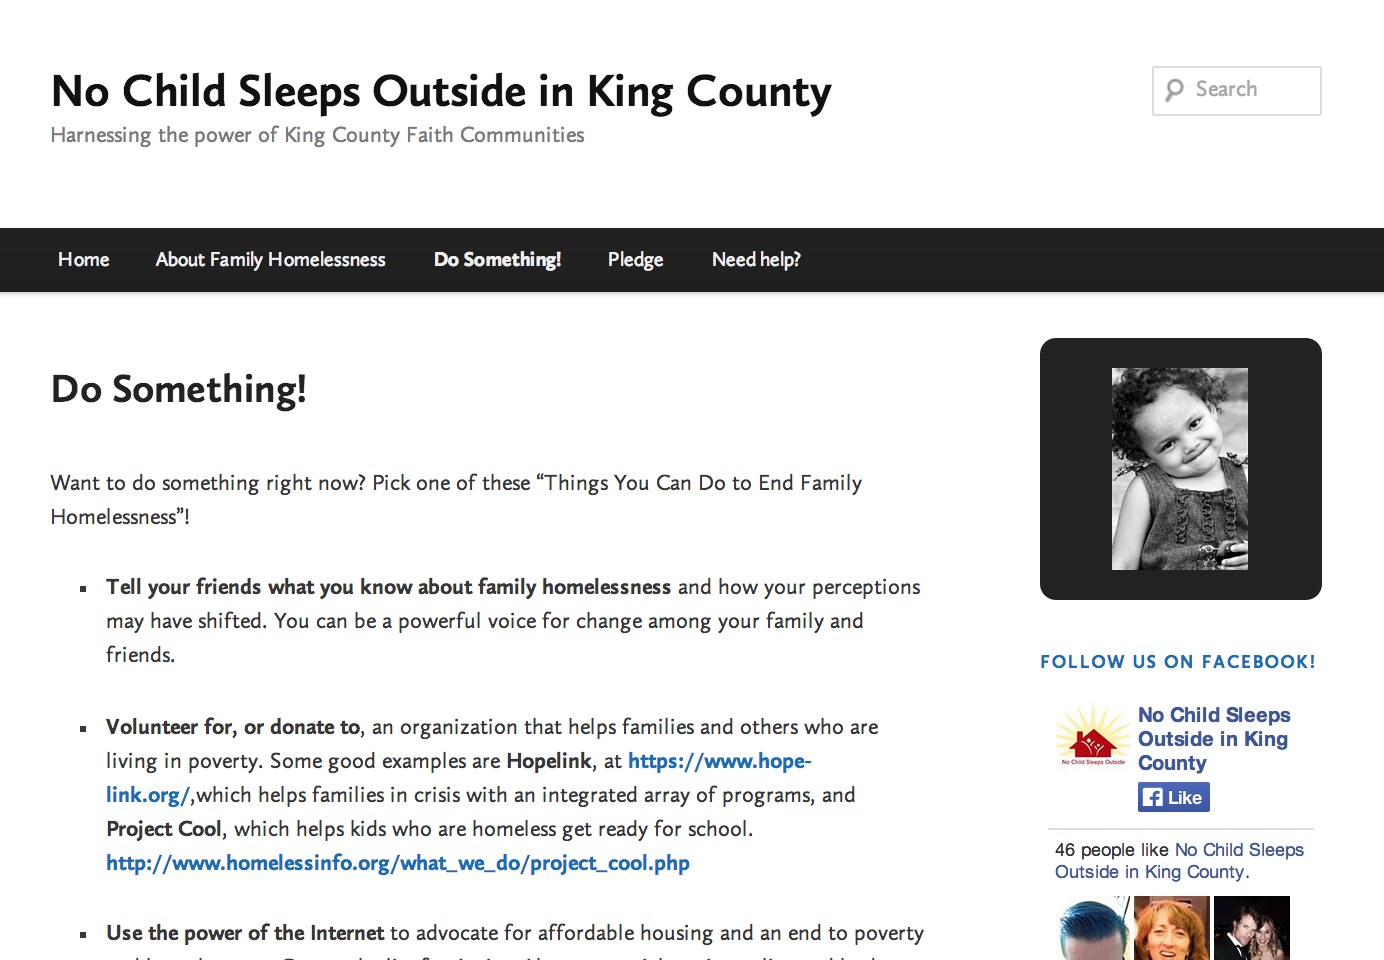 No Child Sleeps Outside in King County
Harnessing the power of King County Faith Communities
Search
Home About Family Homelessness Do Something! Pledge Need help?
Do Something!
Want to do something right now? Pick one of these “Things You Can Do to End Family
Homelessness”!
▪ Tell your friends what you know about family homelessness and how your perceptions
may have shifted. You can be a powerful voice for change among your family and
friends.
▪ Volunteer for, or donate to, an organization that helps families and others who are
living in poverty. Some good examples are Hopelink, at https://www.hope-
link.org/,which helps families in crisis with an integrated array of programs, and
Project Cool, which helps kids who are homeless get ready for school.
http://www.homelessinfo.org/what_we_do/project_cool.php
▪ Use the power of the Internet to advocate for affordable housing and an end to poverty
FOLLOW US ON FACEBOOK!
No Child Sleeps Outside
No Child Sleeps
Outside in King
County
Like
46 people like No Child Sleeps
Outside in King County.